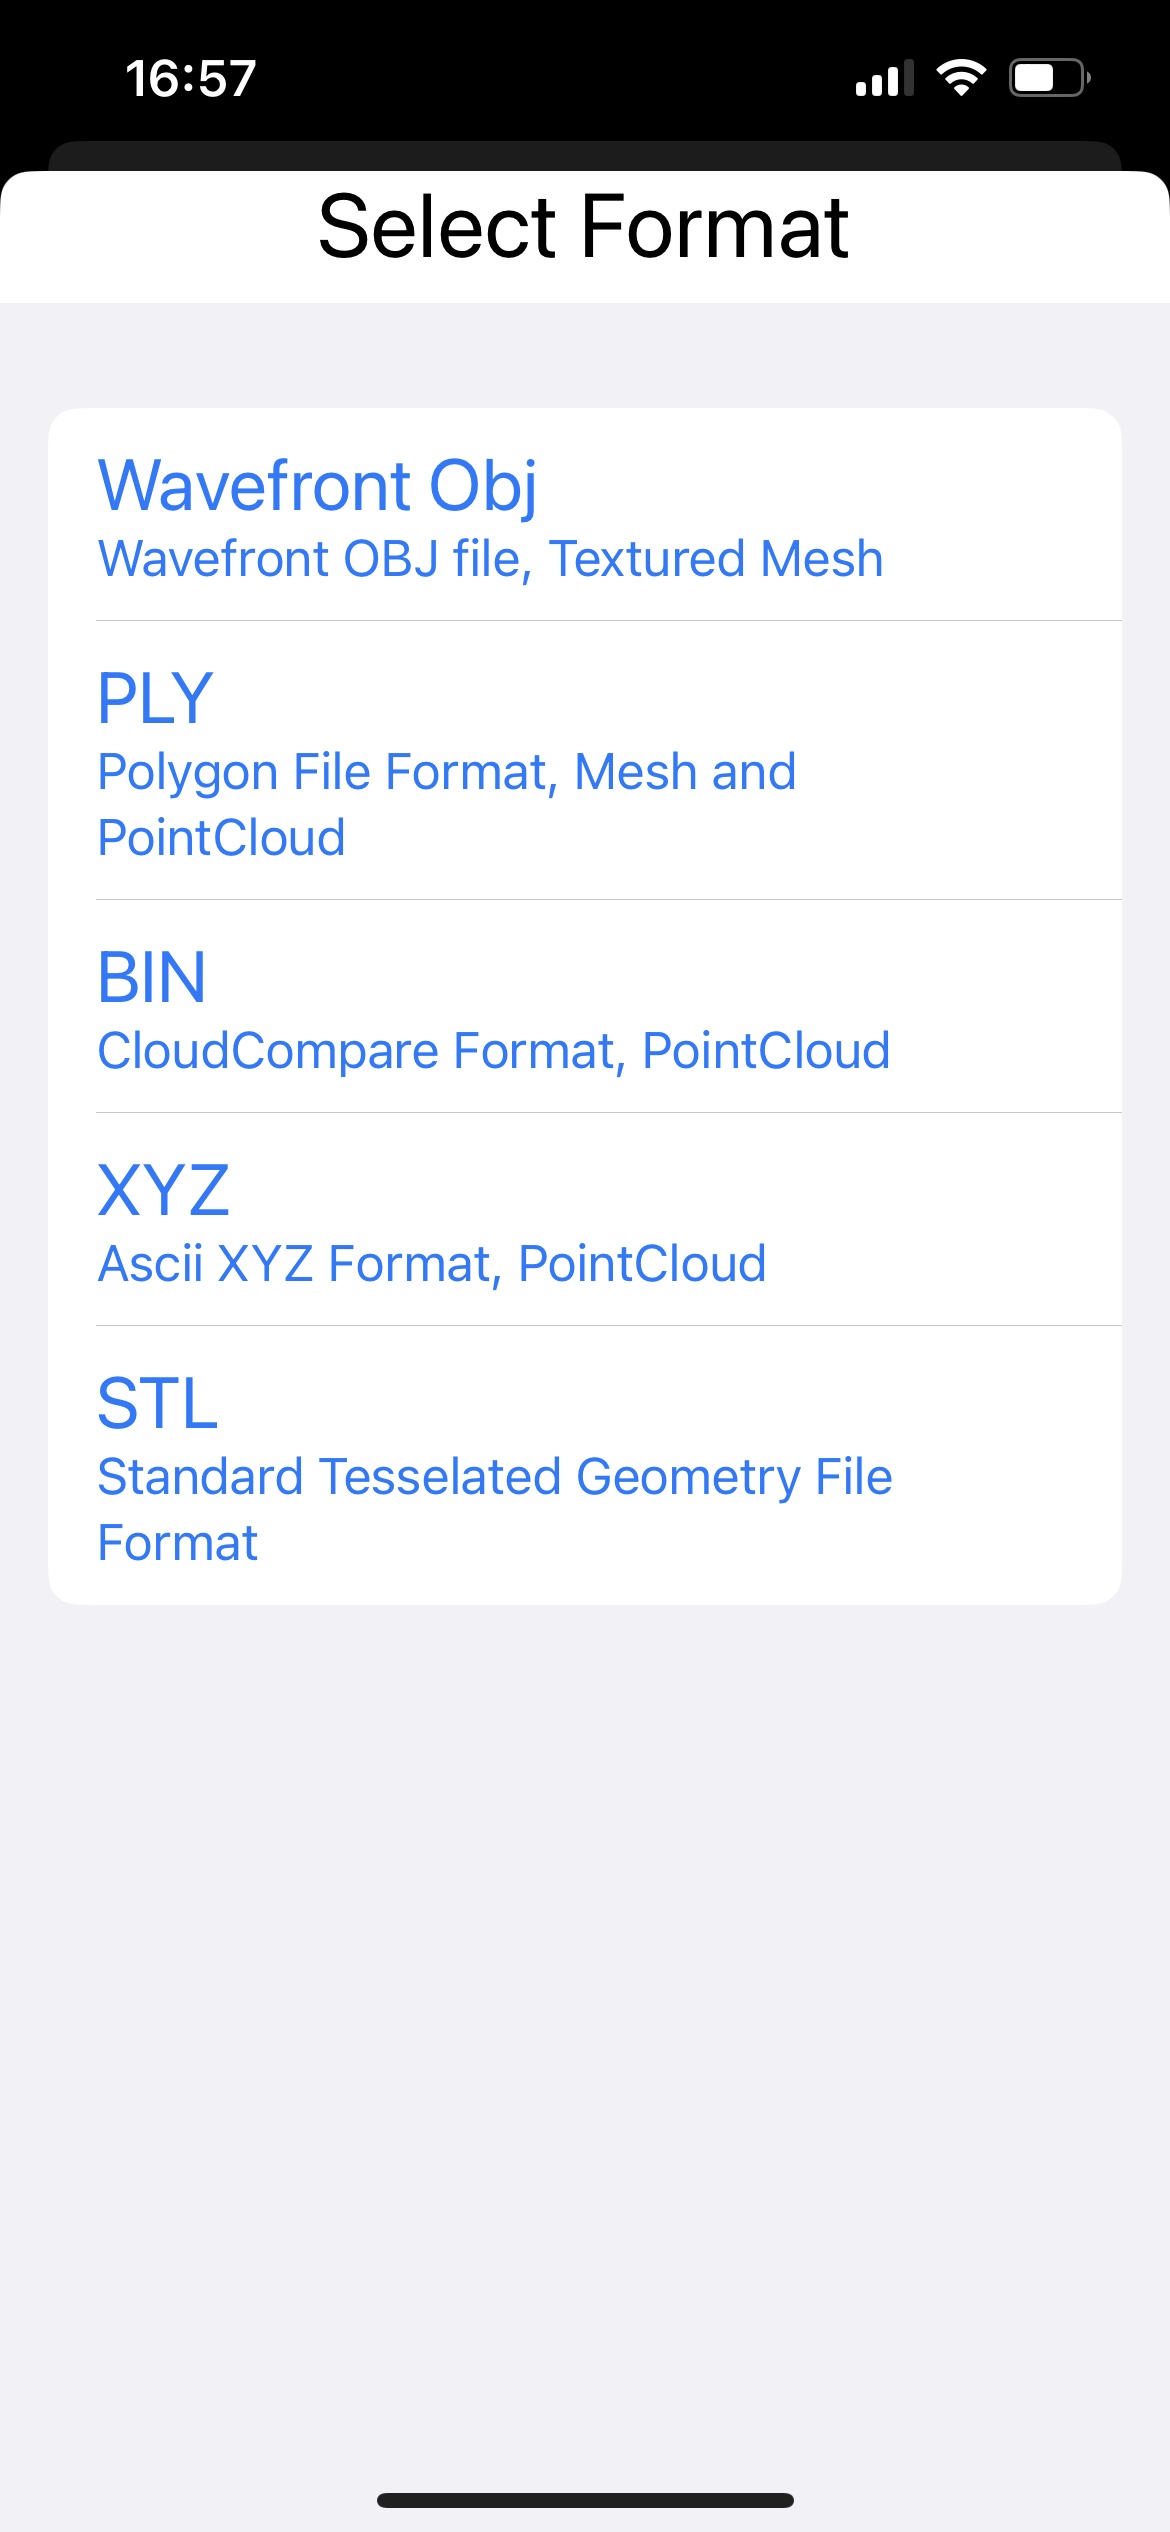 16:57
Select Format
Wavefront Obj
Wavefront OBJ file, Textured Mesh
PLY
Polygon File Format, Mesh and
PointCloud
BIN
CloudCompare Format, PointCloud
XYZ
Ascii XYZ Format, PointCloud
STL
Standard Tesselated Geometry File
Format